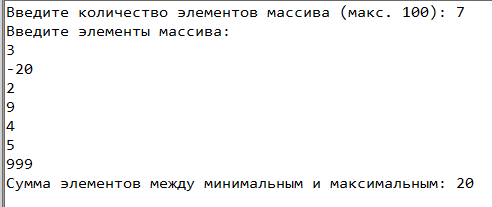 Введите количество элементов массива (макс. 100): 7
Введите элементы массива:
3
-20
2
9
4
5
999
Сумма элементов между минимальным и максимальным: 20